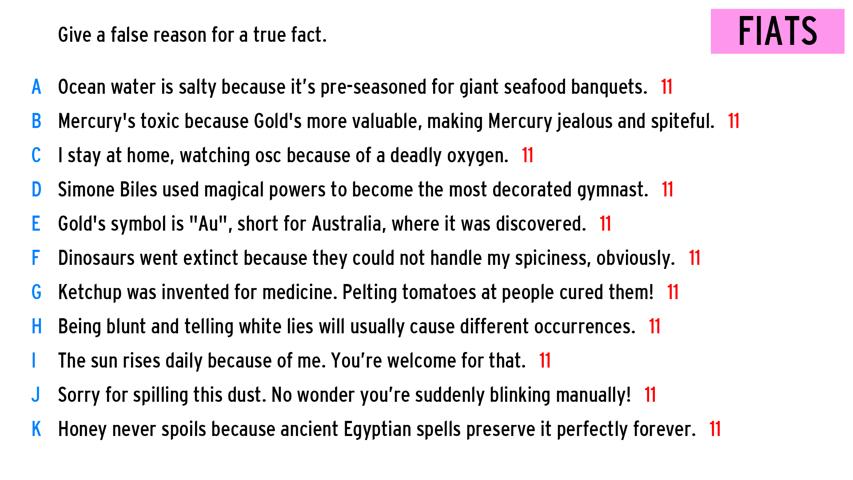 Give a false reason for a true fact.
FIATS
A Ocean water is salty because it's pre-seasoned for giant seafood banquets. 11
B Mercury's toxic because Gold's more valuable, making Mercury jealous and spiteful. 11
C I stay at home, watching osc because of a deadly oxygen. 11
D Simone Biles used magical powers to become the most decorated gymnast. 11
E Gold's symbol is "Au", short for Australia, where it was discovered. 11
F Dinosaurs went extinct because they could not handle my spiciness, obviously. 11
G Ketchup was invented for medicine. Pelting tomatoes at people cured them! 11
H Being blunt and telling white lies will usually cause different occurrences. 11
I The sun rises daily because of me. You're welcome for that. 11
J Sorry for spilling this dust. No wonder you're suddenly blinking manually! 11
K Honey never spoils because ancient Egyptian spells preserve it perfectly forever. 11